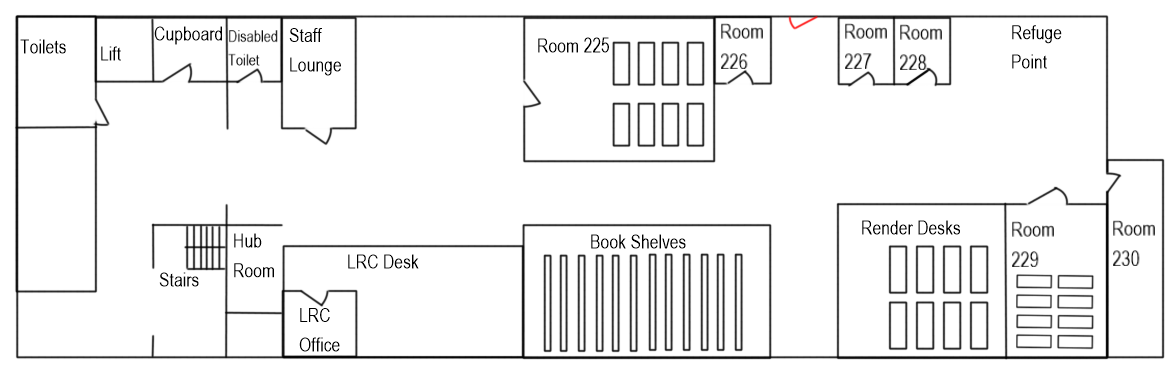 Toilets
Lift
Cupboard
Disabled
Toilet
Staff
Lounge
Room 225
Room
226
Room
227
Room
228
Refuge
Point
Stairs
Hub
Room
LRC Desk
LRC
Office
Book Shelves
Render Desks
Room
229
Room
230